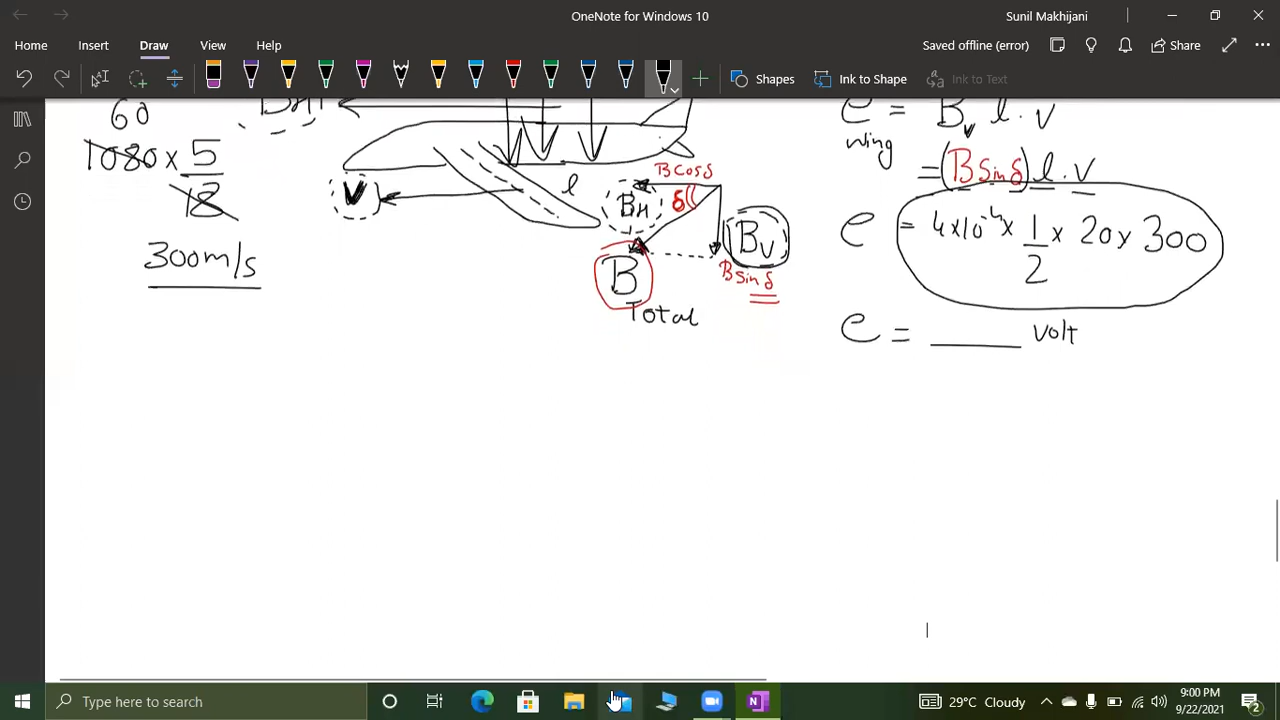 OneNote for Windows 10
Sunil Makhijani
Home Insert Draw View Help
Saved offline (error)
Share
Shapes
Ink to Shape
Ink to Text
60
1080 x 5
18
300m/s
BH
V
l
B cos δ
δ
BH
BV
B sin δ
B
Total
e = Bv l . v
wing
= (B sin δ) l . v
e = 4x10⁻⁴ x 1/2 x 20 x 300
e = ______ volt
Type here to search
29°C Cloudy
9:00 PM
9/22/2021
2